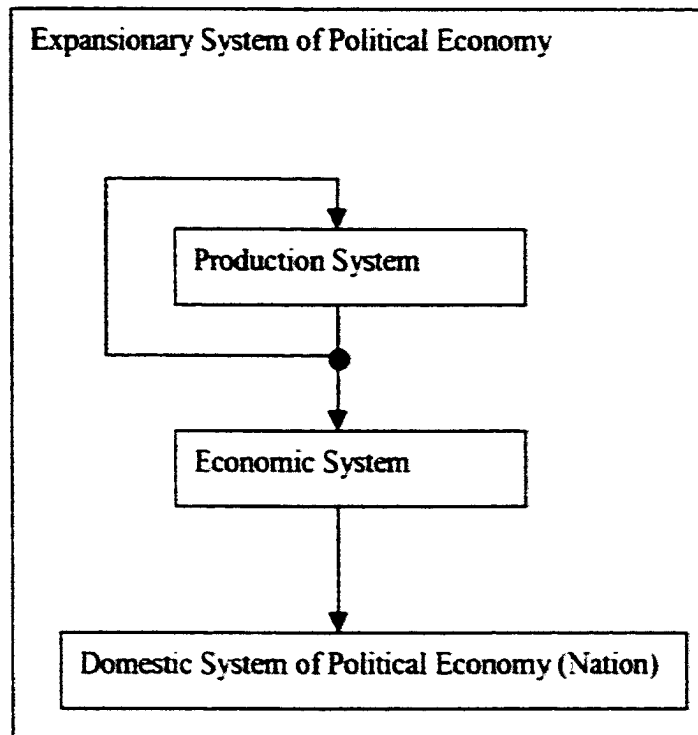 Expansionary System of Political Economy
Production System
Economic System
Domestic System of Political Economy (Nation)